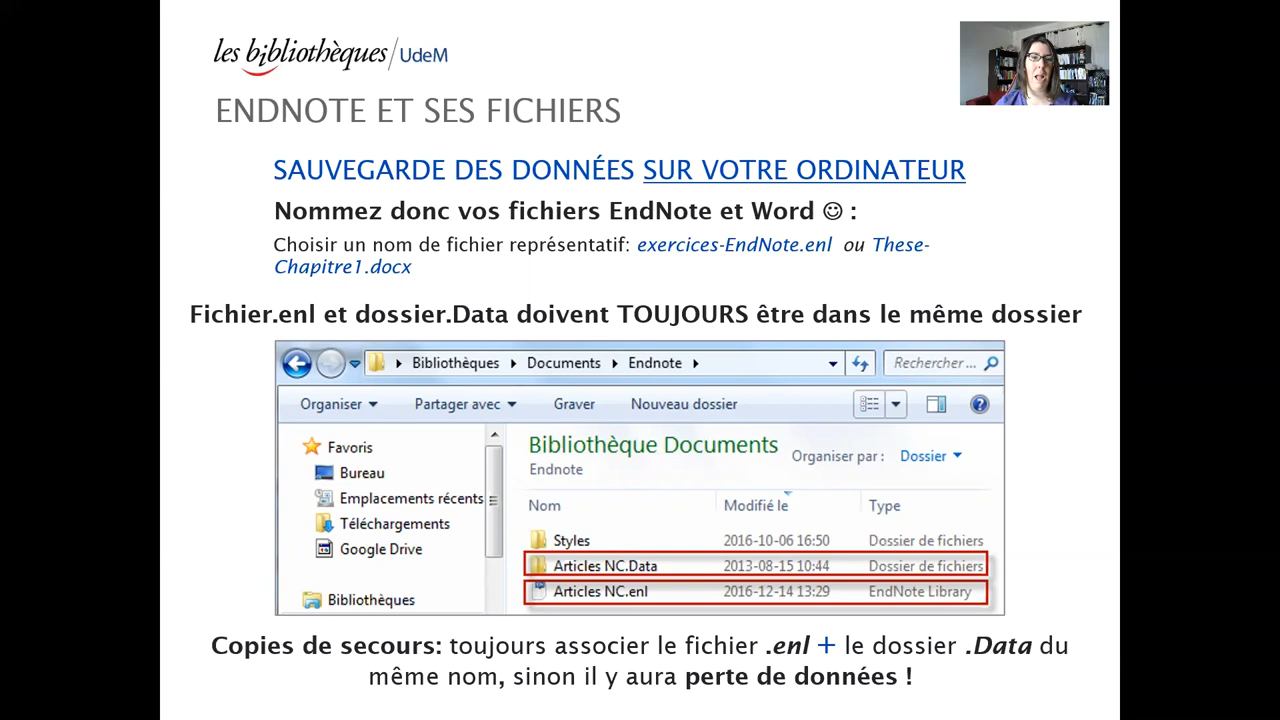 les bibliothèques/UdeM
ENDNOTE ET SES FICHIERS
SAUVEGARDE DES DONNÉES SUR VOTRE ORDINATEUR
Nommez donc vos fichiers EndNote et Word ☺ :
Choisir un nom de fichier représentatif: exercices-EndNote.enl ou These-
Chapitre1.docx
Fichier.enl et dossier.Data doivent TOUJOURS être dans le même dossier
Bibliothèques Documents Endnote Rechercher ...
Organiser Partager avec Graver Nouveau dossier
Favoris
Bureau
Emplacements récents
Téléchargements
Google Drive
Bibliothèques
Bibliothèque Documents
Endnote
Organiser par : Dossier
Nom Modifié le Type
Styles 2016-10-06 16:50 Dossier de fichiers
Articles NC.Data 2013-08-15 10:44 Dossier de fichiers
Articles NC.enl 2016-12-14 13:29 EndNote Library
Copies de secours: toujours associer le fichier .enl + le dossier .Data du
même nom, sinon il y aura perte de données !